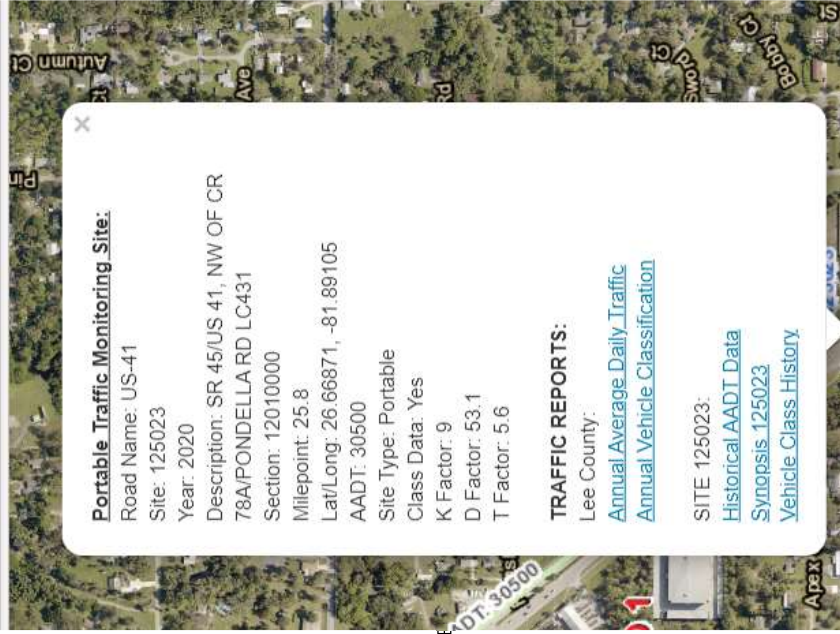 Autumn Ct
Ave
Rd
Sword
Ct
Bobby Ct
St
Portable Traffic Monitoring Site:
Road Name: US-41
Site: 125023
Year: 2020
Description: SR 45/US 41, NW OF CR
78A/PONDELLA RD LC431
Section: 12010000
Milepoint: 25.8
Lat/Long: 26.66871, -81.89105
AADT: 30500
Site Type: Portable
Class Data: Yes
K Factor: 9
D Factor: 53.1
T Factor: 5.6
TRAFFIC REPORTS:
Lee County:
Annual Average Daily Traffic
Annual Vehicle Classification
SITE 125023:
Historical AADT Data
Synopsis 125023
Vehicle Class History
ADT: 30500
Apex